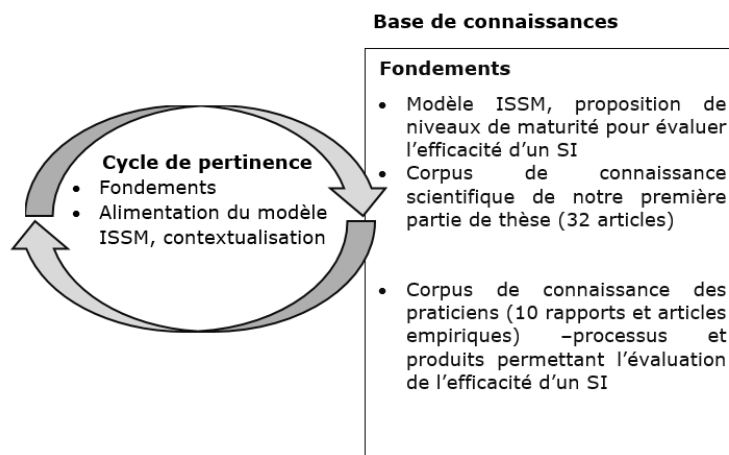 Base de connaissances
Cycle de pertinence
• Fondements
• Alimentation du modèle
ISSM, contextualisation
Fondements
• Modèle ISSM, proposition de
niveaux de maturité pour évaluer
l'efficacité d'un SI
• Corpus de connaissance
scientifique de notre première
partie de thèse (32 articles)
• Corpus de connaissance des
praticiens (10 rapports et articles
empiriques) –processus et
produits permettant l'évaluation
de l'efficacité d'un SI